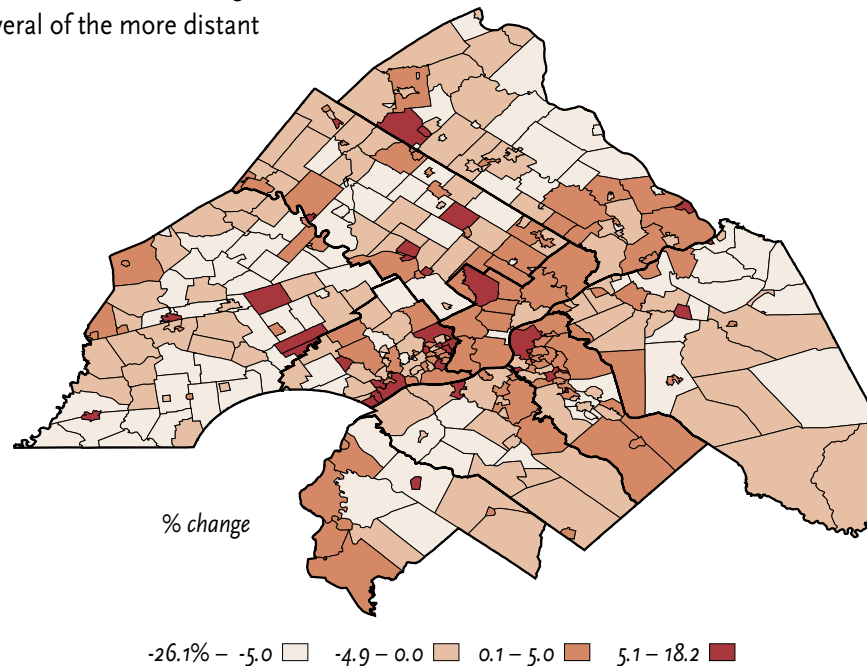 veral of the more distant
% change
-26.1% – -5.0 -4.9 – 0.0 0.1 – 5.0 5.1 – 18.2